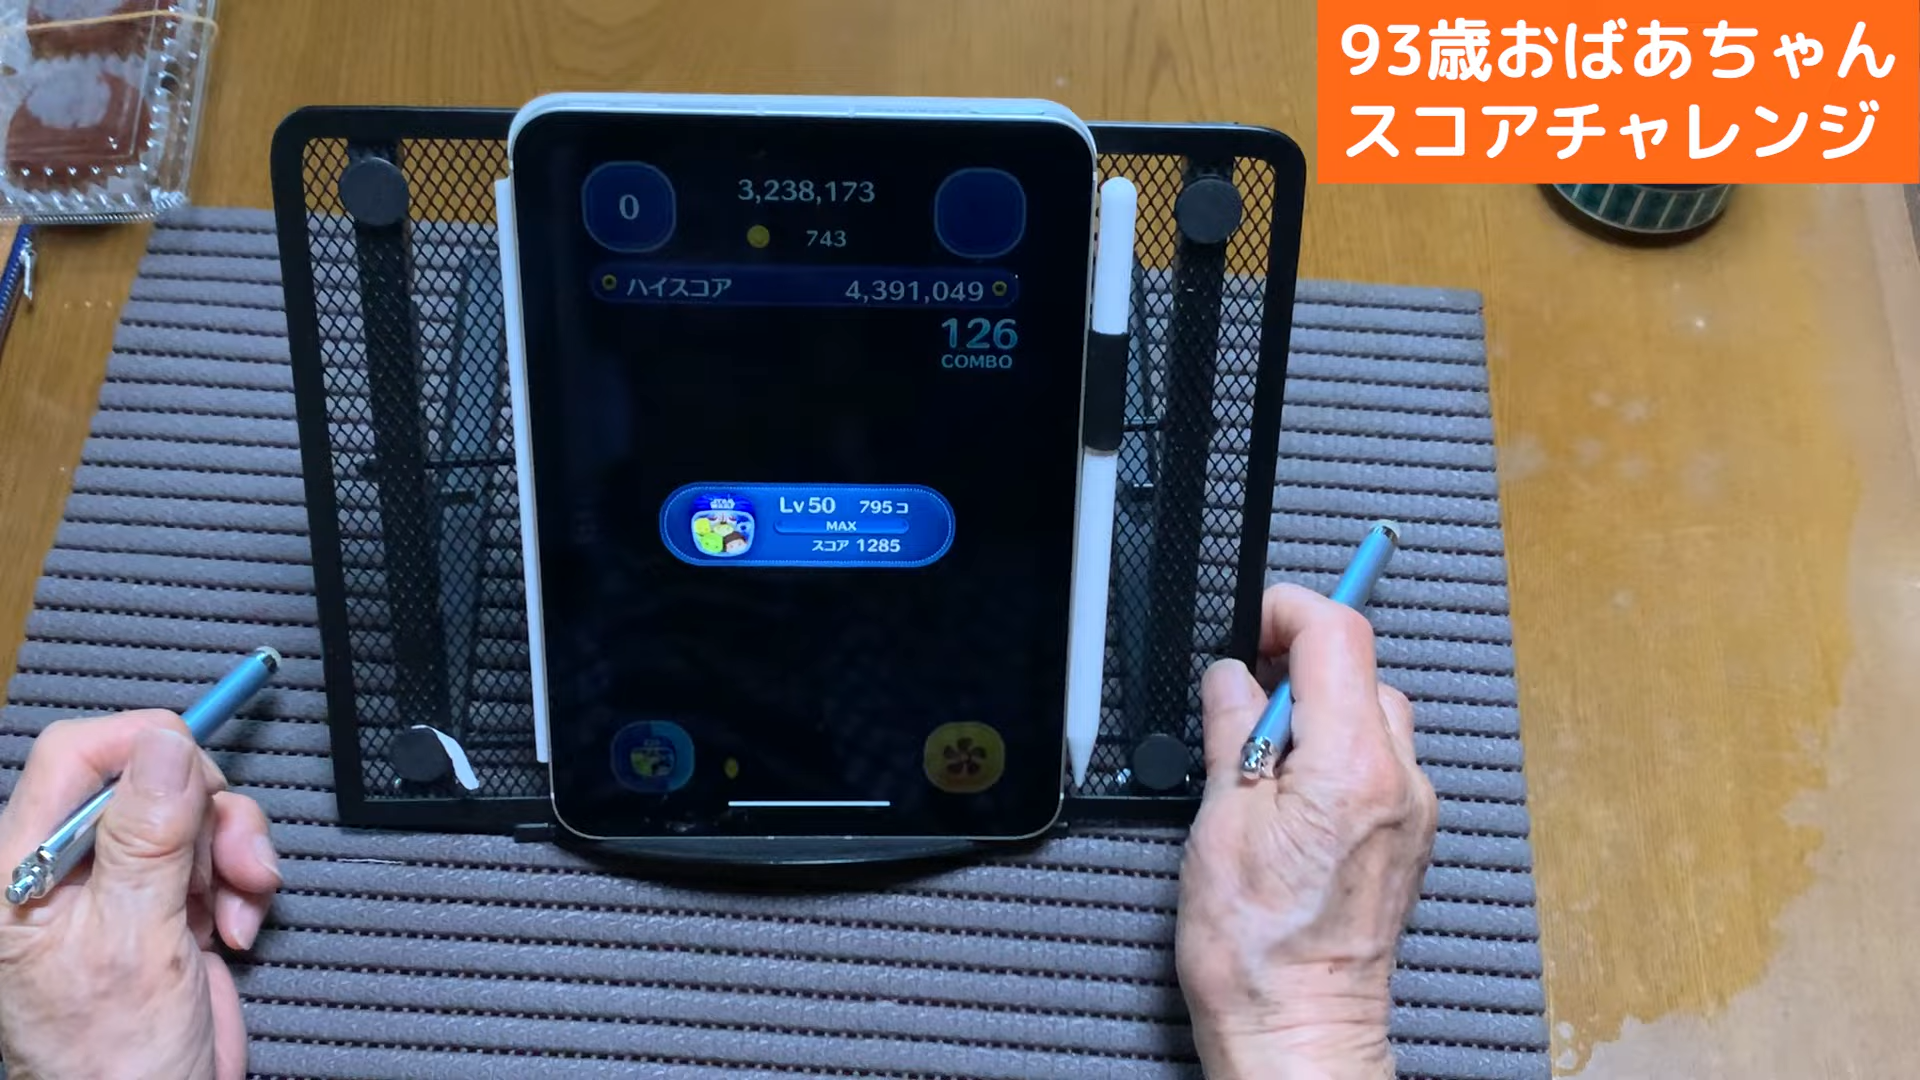 93歳おばあちゃん
スコアチャレンジ
0
3,238,173
743
ハイスコア 4,391,049
126
COMBO
STAR
WARS
Lv50 795コ
MAX
スコア 1285